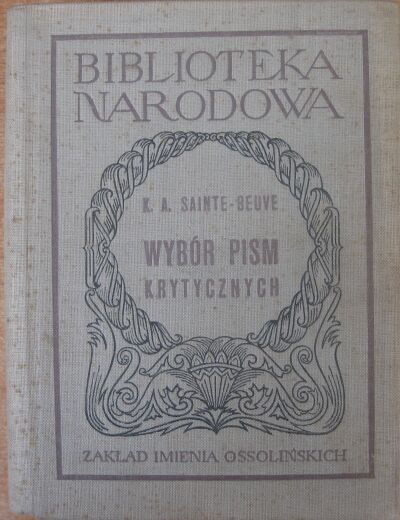 BIBLIOTEKA
NARODOWA
K. A. SAINTE-BEUVE
WYBÓR PISM
KRYTYCZNYCH
ZAKŁAD IMIENIA OSSOLIŃSKICH